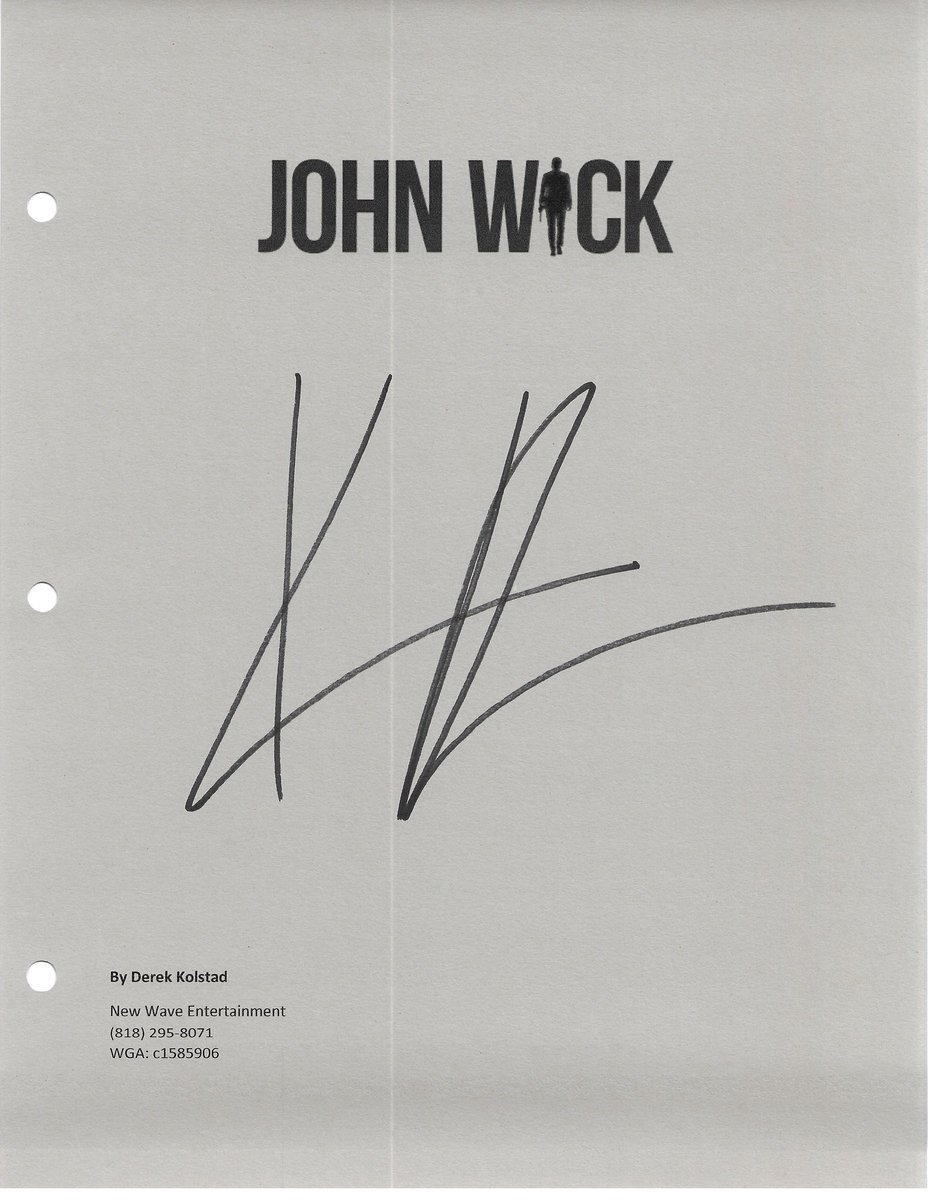 JOHN WICK
By Derek Kolstad
New Wave Entertainment
(818) 295-8071
WGA: c1585906